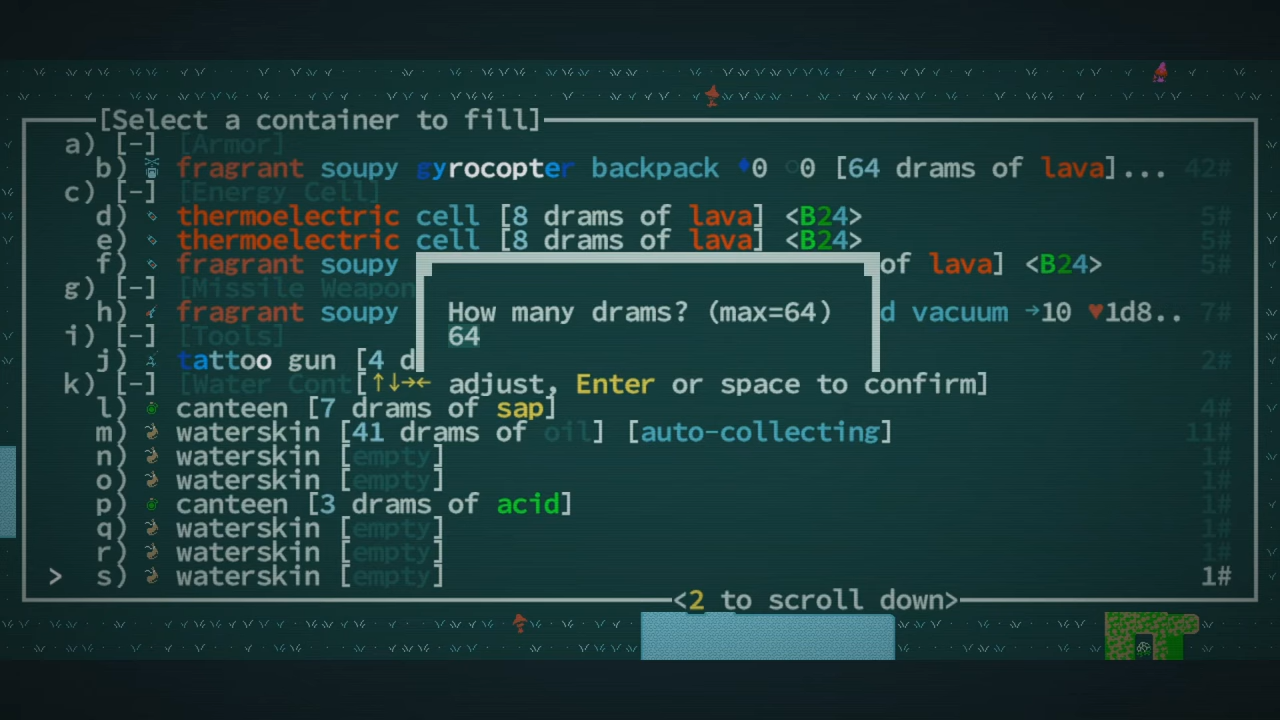 [Select a container to fill]
a) [-] [Armor]
b) fragrant soupy gyrocopter backpack ♦0 ○0 [64 drams of lava]... 42#
c) [-] [Energy Cell]
d) thermoelectric cell [8 drams of lava] <B24> 5#
e) thermoelectric cell [8 drams of lava] <B24> 5#
f) fragrant soupy of lava] <B24> 5#
g) [-] [Missile Weapon
How many drams? (max=64)
h) fragrant soupy d vacuum →10 ♥1d8.. 7#
64
i) [-] [Tools]
j) tattoo gun [4 d 2#
k) [-] [Water Cont[↑↓→← adjust, Enter or space to confirm]
l) canteen [7 drams of sap] 4#
m) waterskin [41 drams of oil] [auto-collecting] 11#
n) waterskin [empty] 1#
o) waterskin [empty] 1#
p) canteen [3 drams of acid] 1#
q) waterskin [empty] 1#
r) waterskin [empty] 1#
> s) waterskin [empty] 1#
<2 to scroll down>